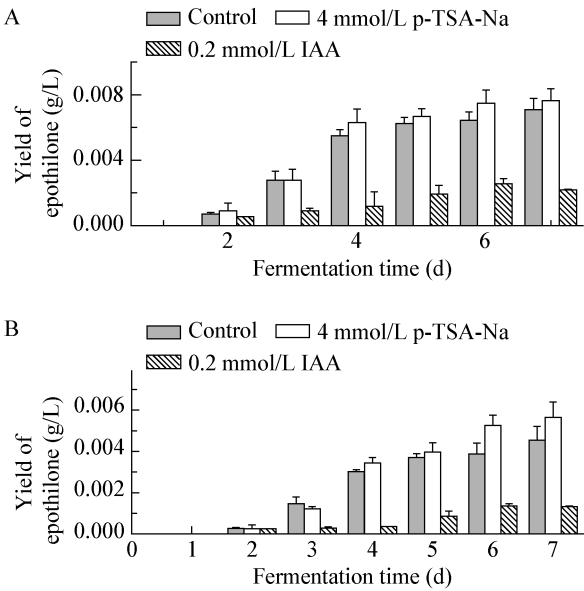 A
Control 4 mmol/L p-TSA-Na
0.2 mmol/L IAA
Yield of
epothilone (g/L)
0.008
0.004
0.000
2 4 6
Fermentation time (d)
B
Control 4 mmol/L p-TSA-Na
0.2 mmol/L IAA
Yield of
epothilone (g/L)
0.006
0.004
0.002
0.000
0 1 2 3 4 5 6 7
Fermentation time (d)